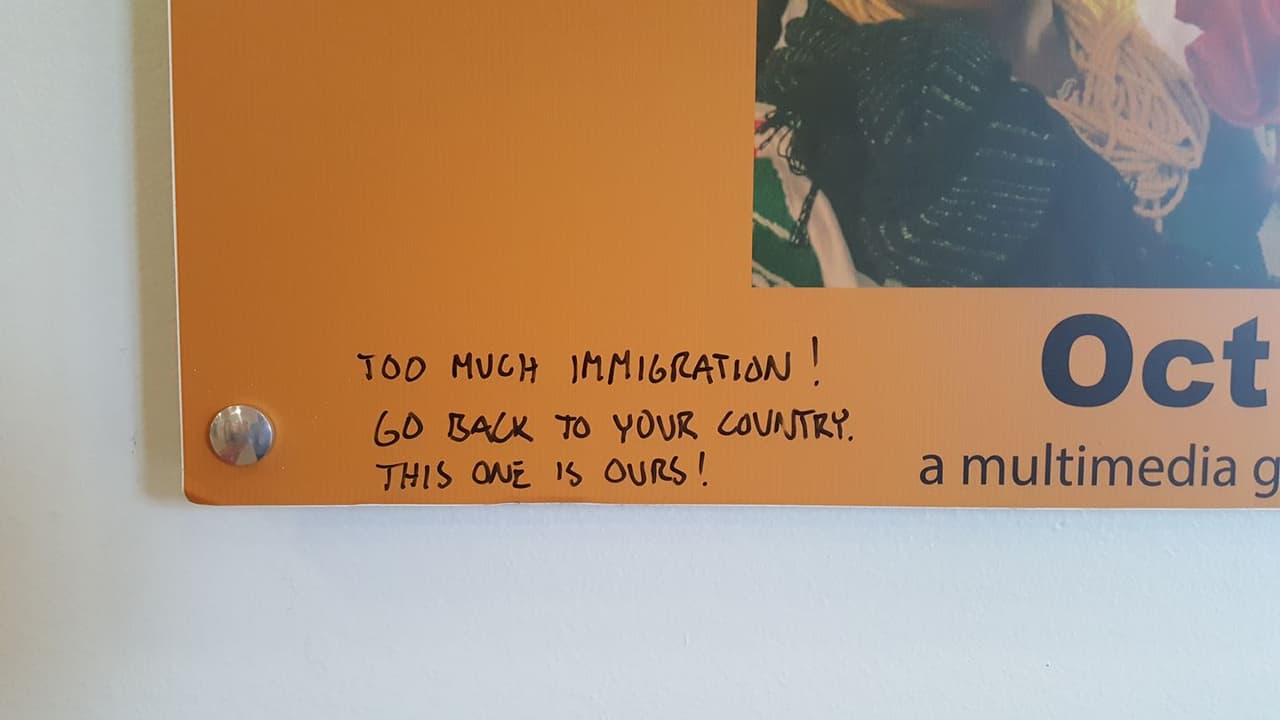 TOO MUCH IMMIGRATION!
GO BACK TO YOUR COUNTRY.
THIS ONE IS OURS!
Oct
a multimedia g